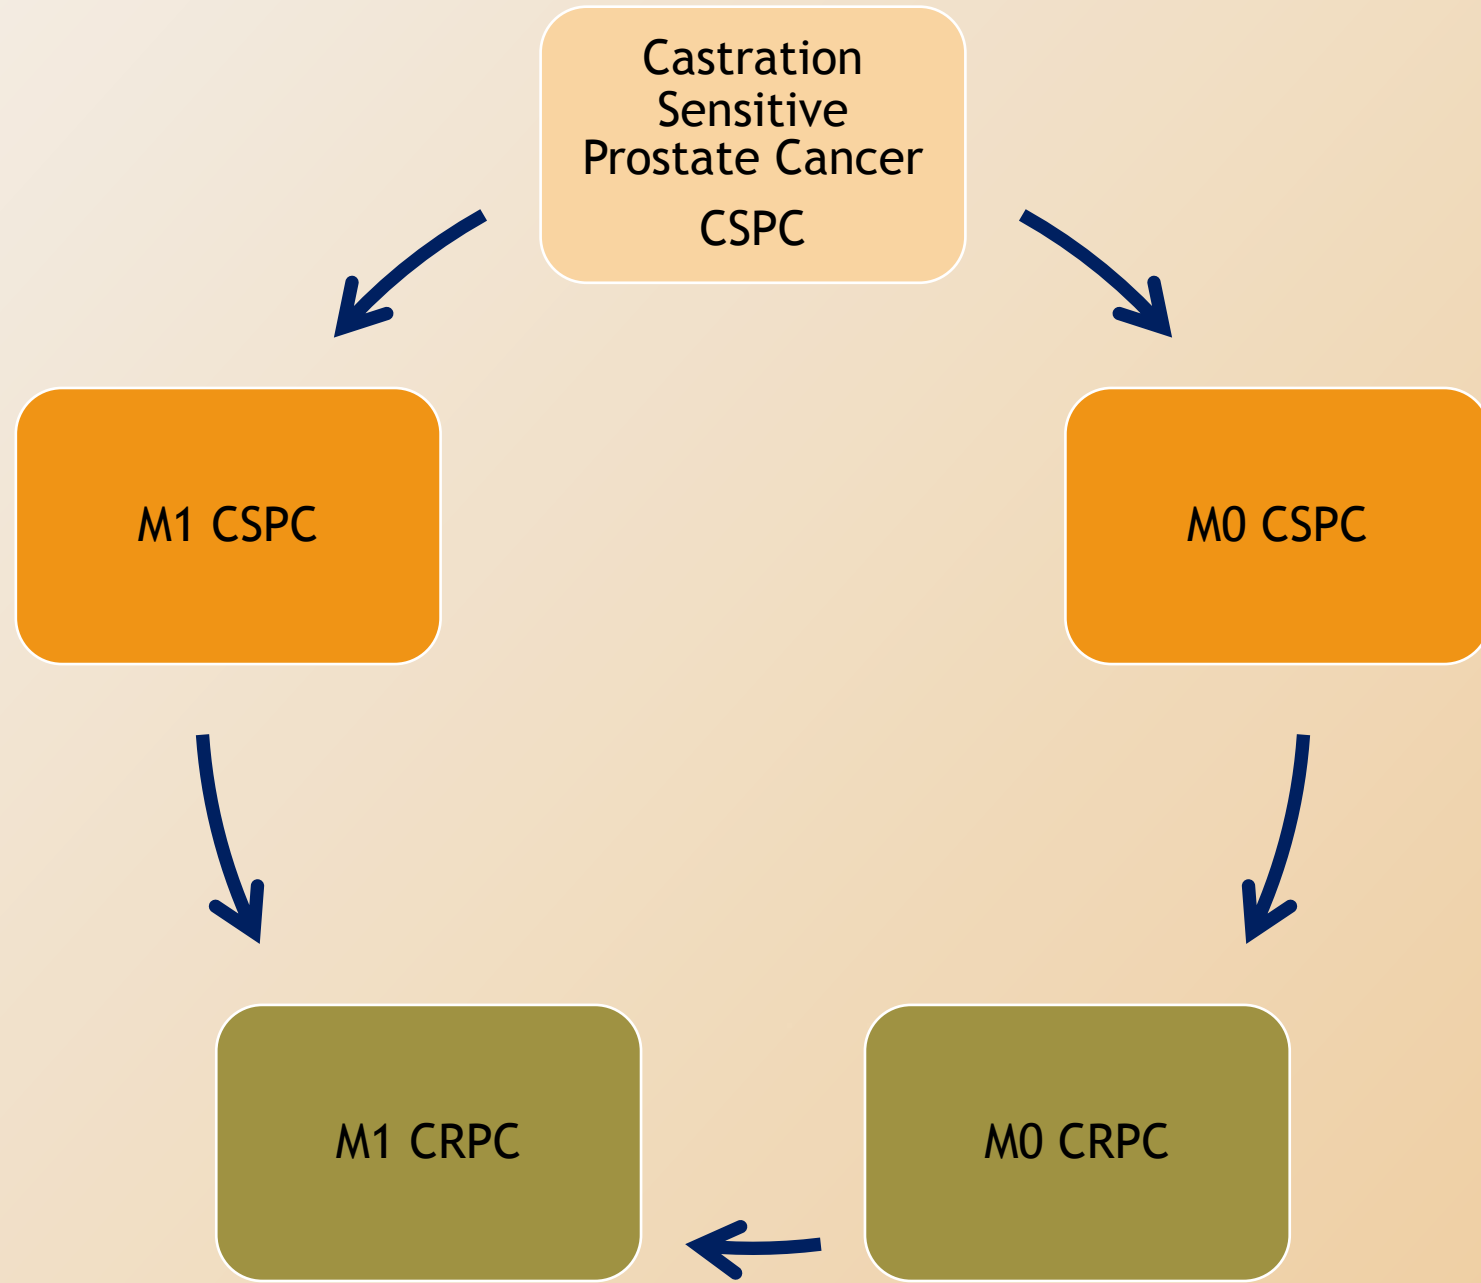 Castration
Sensitive
Prostate Cancer
CSPC
M1 CSPC
M0 CSPC
M1 CRPC
M0 CRPC